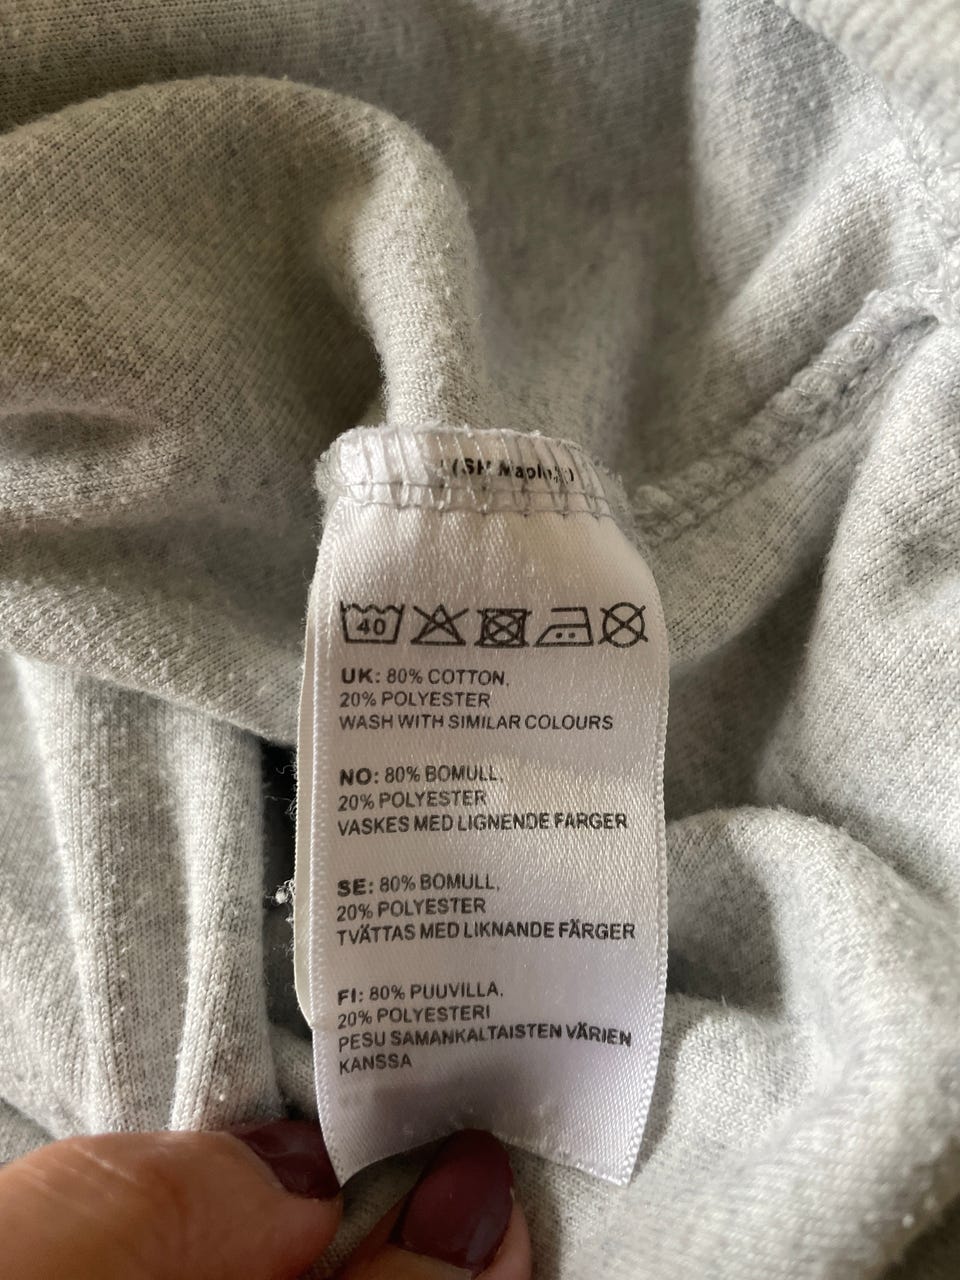 40
UK: 80% COTTON,
20% POLYESTER
WASH WITH SIMILAR COLOURS
NO: 80% BOMULL,
20% POLYESTER
VASKES MED LIGNENDE FARGER
SE: 80% BOMULL,
20% POLYESTER
TVÄTTAS MED LIKNANDE FÄRGER
FI: 80% PUUVILLA,
20% POLYESTERI
PESU SAMANKALTAISTEN VÄRIEN
KANSSA